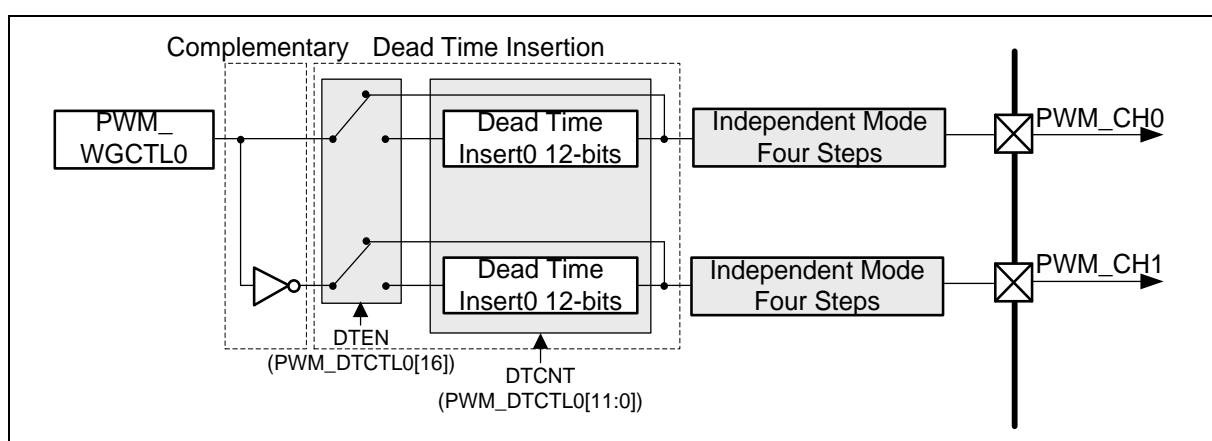 Complementary
Dead Time Insertion
PWM_
WGCTL0
Dead Time
Insert0 12-bits
Independent Mode
Four Steps
PWM_CH0
Dead Time
Insert0 12-bits
Independent Mode
Four Steps
PWM_CH1
DTEN
(PWM_DTCTL0[16])
DTCNT
(PWM_DTCTL0[11:0])